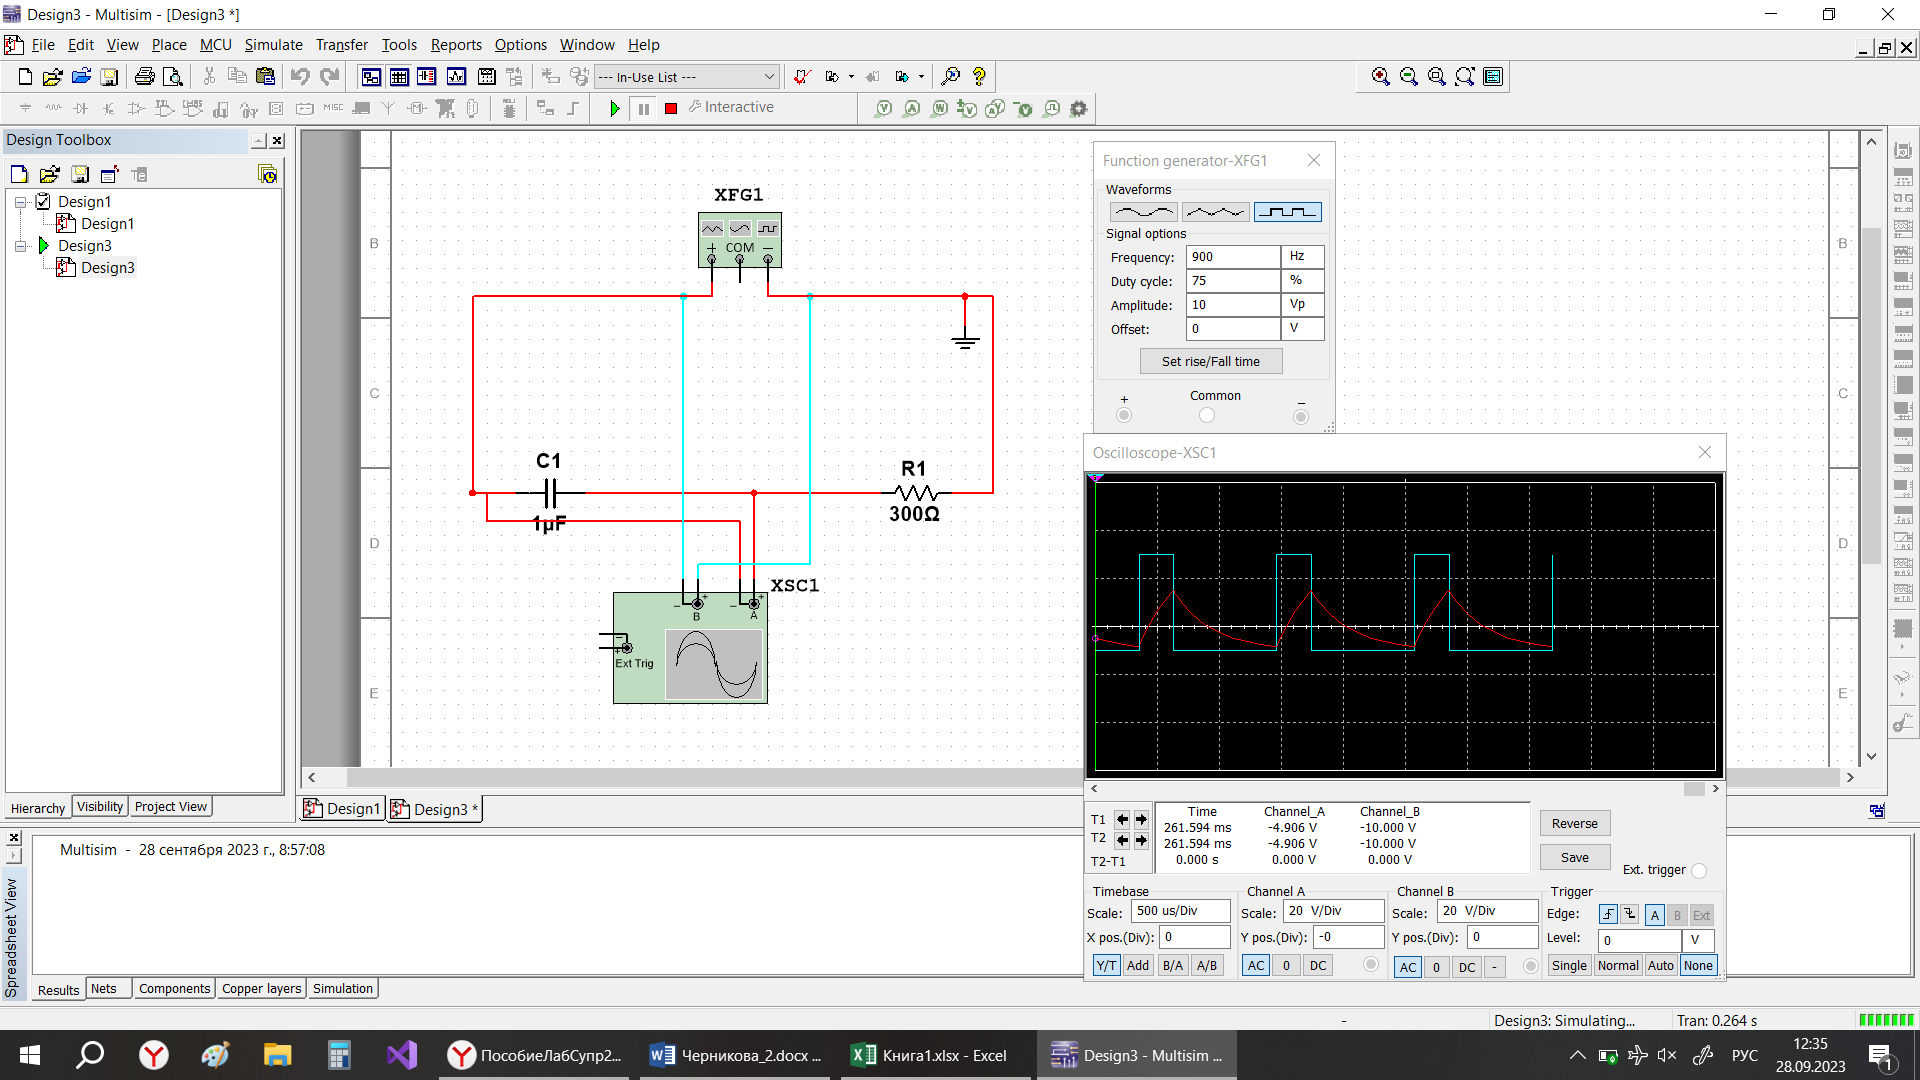 Design3 - Multisim - [Design3 *]
File Edit View Place MCU Simulate Transfer Tools Reports Options Window Help
--- In-Use List ---
MISC
Interactive
Design Toolbox
Design1
Design1
Design3
Design3
Hierarchy Visibility Project View
B
C
D
E
B
C
E
D
XFG1
+ COM −
C1
1µF
R1
300Ω
XSC1
B
A
Ext Trig
Design1 Design3 *
Function generator-XFG1
Waveforms
Signal options
Frequency: 900 Hz
Duty cycle: 75 %
Amplitude: 10 Vp
Offset: 0 V
Set rise/Fall time
+ Common −
Oscilloscope-XSC1
Time Channel_A Channel_B
T1 261.594 ms -4.906 V -10.000 V
T2 261.594 ms -4.906 V -10.000 V
T2-T1 0.000 s 0.000 V 0.000 V
Reverse
Save
Ext. trigger
Timebase Channel A Channel B Trigger
Scale: 500 us/Div Scale: 20 V/Div Scale: 20 V/Div Edge: A B Ext
X pos.(Div): 0 Y pos.(Div): -0 Y pos.(Div): 0 Level: 0 V
Y/T Add B/A A/B AC 0 DC AC 0 DC - Single Normal Auto None
Spreadsheet View
Multisim - 28 сентября 2023 г., 8:57:08
Results Nets Components Copper layers Simulation
- Design3: Simulating... Tran: 0.264 s
ПособиеЛабСупр2... Черникова_2.docx ... Книга1.xlsx - Excel Design3 - Multisim ...
РУС
12:35
28.09.2023
1